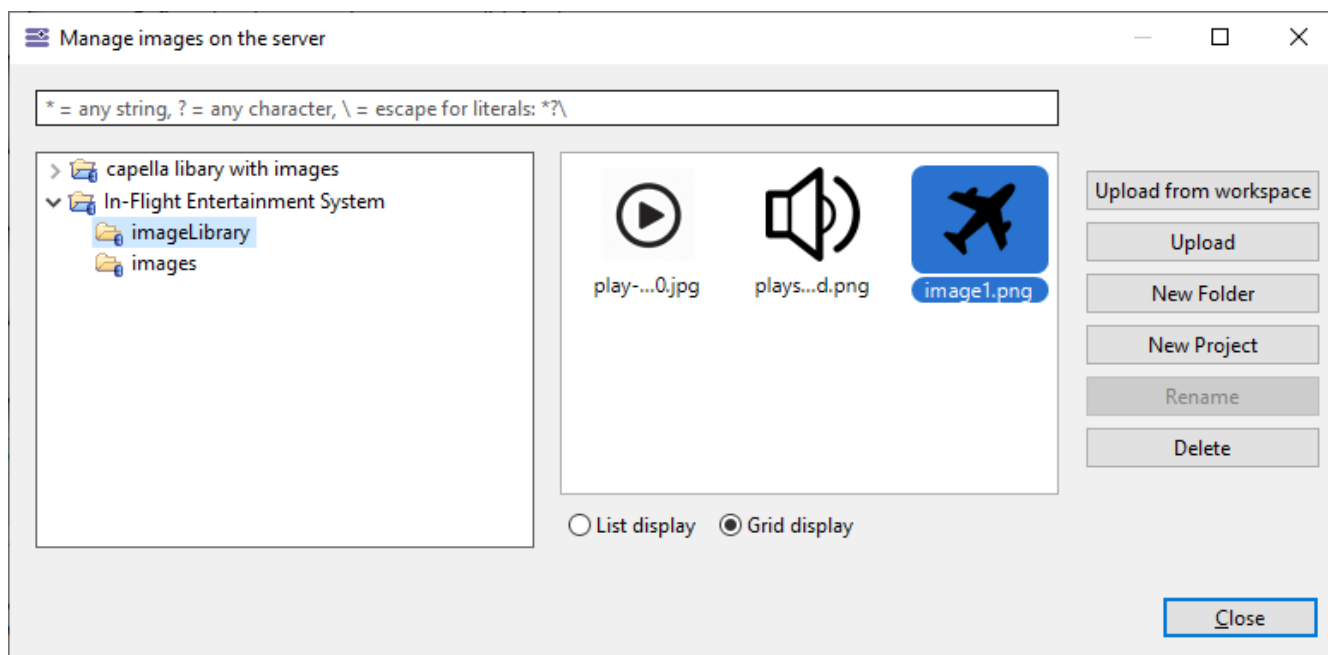 Manage images on the server
* = any string, ? = any character, \ = escape for literals: *?\
capella libary with images
In-Flight Entertainment System
imageLibrary
images
play-...0.jpg
plays...d.png
image1.png
List display
Grid display
Upload from workspace
Upload
New Folder
New Project
Rename
Delete
Close